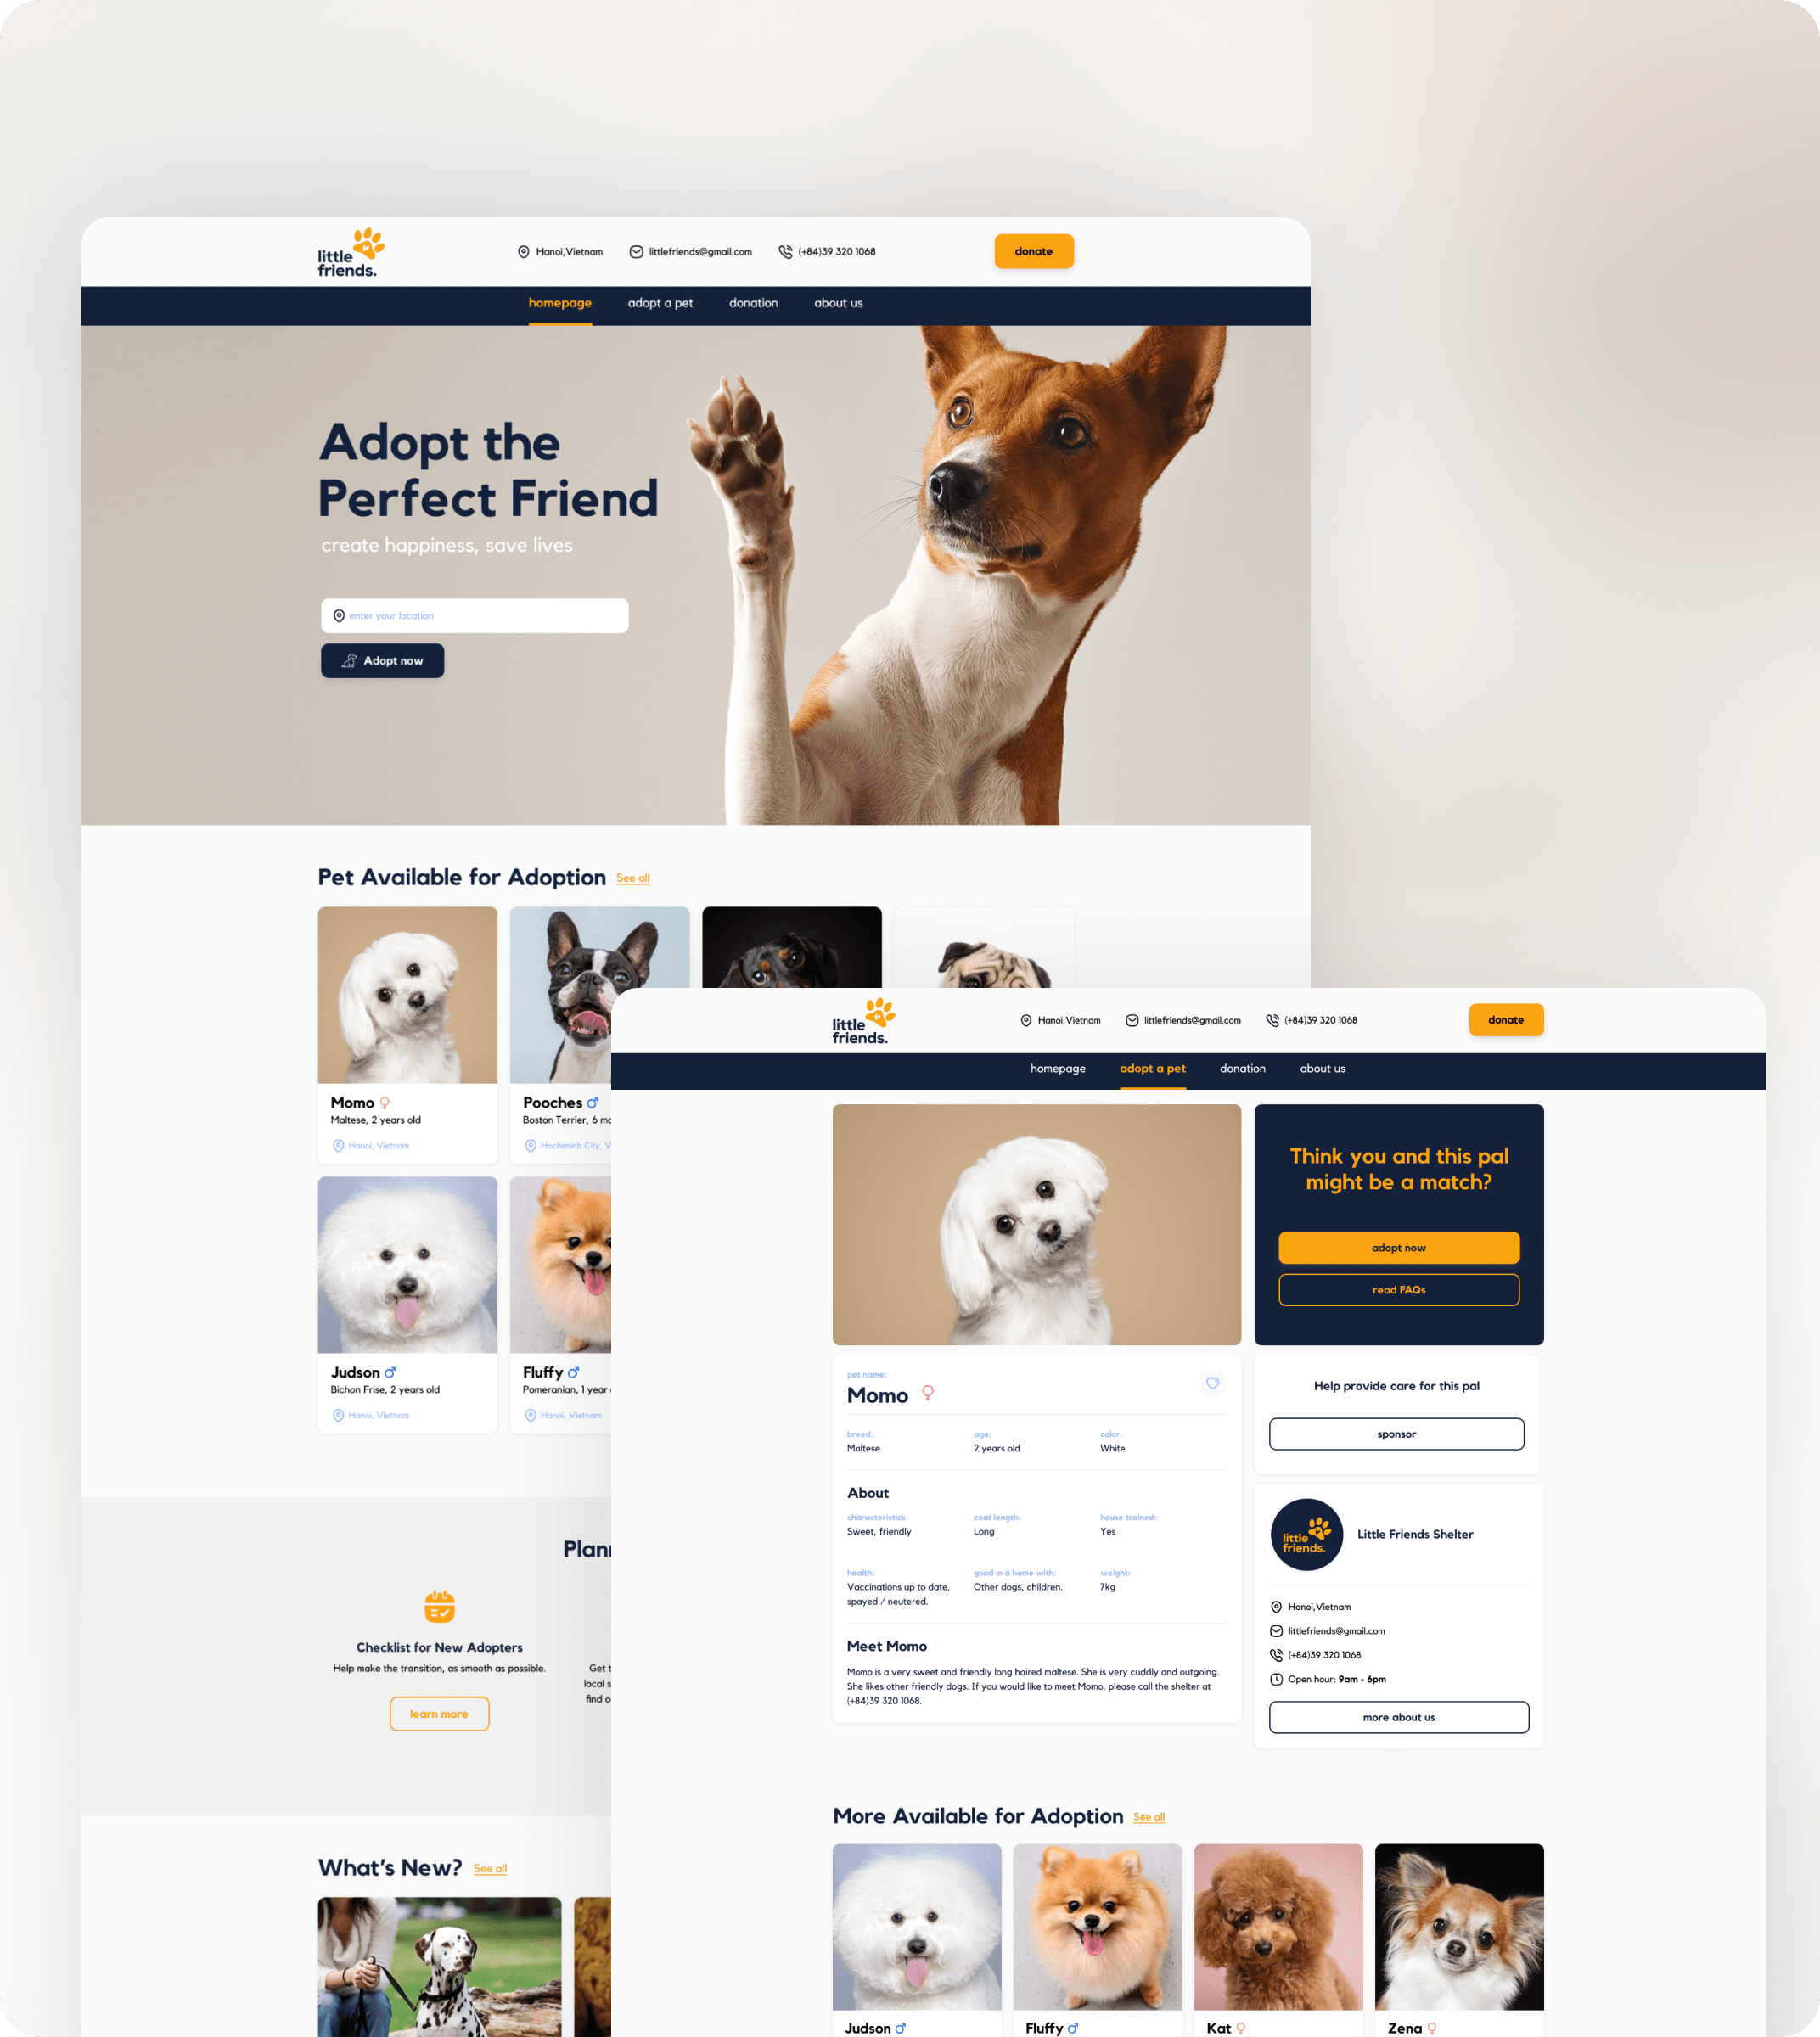 little
friends.
Hanoi,Vietnam
littlefriends@gmail.com
(+84)39 320 1068
donate
homepage
adopt a pet
donation
about us
Adopt the
Perfect Friend
create happiness, save lives
enter your location
Adopt now
Pet Available for Adoption
See all
Momo
Maltese, 2 years old
Hanoi, Vietnam
Pooches
Boston Terrier, 6 mo
Hochiminh City, V
Judson
Bichon Frise, 2 years old
Hanoi, Vietnam
Fluffy
Pomeranian, 1 year
Hanoi, Vietnam
Plann
Checklist for New Adopters
Help make the transition, as smooth as possible.
learn more
Get t
local s
find o
What's New?
See all
little
friends.
Hanoi,Vietnam
littlefriends@gmail.com
(+84)39 320 1068
donate
homepage
adopt a pet
donation
about us
Think you and this pal
might be a match?
adopt now
read FAQs
pet name:
Momo
breed:
Maltese
age:
2 years old
color:
White
About
characteristics:
Sweet, friendly
coat length:
Long
house trained:
Yes
health:
Vaccinations up to date,
spayed / neutered.
good in a home with:
Other dogs, children.
weight:
7kg
Meet Momo
Momo is a very sweet and friendly long haired maltese. She is very cuddly and outgoing.
She likes other friendly dogs. If you would like to meet Momo, please call the shelter at
(+84)39 320 1068.
Help provide care for this pal
sponsor
little
friends.
Little Friends Shelter
Hanoi,Vietnam
littlefriends@gmail.com
(+84)39 320 1068
Open hour: 9am - 6pm
more about us
More Available for Adoption
See all
Judson
Fluffy
Kat
Zena